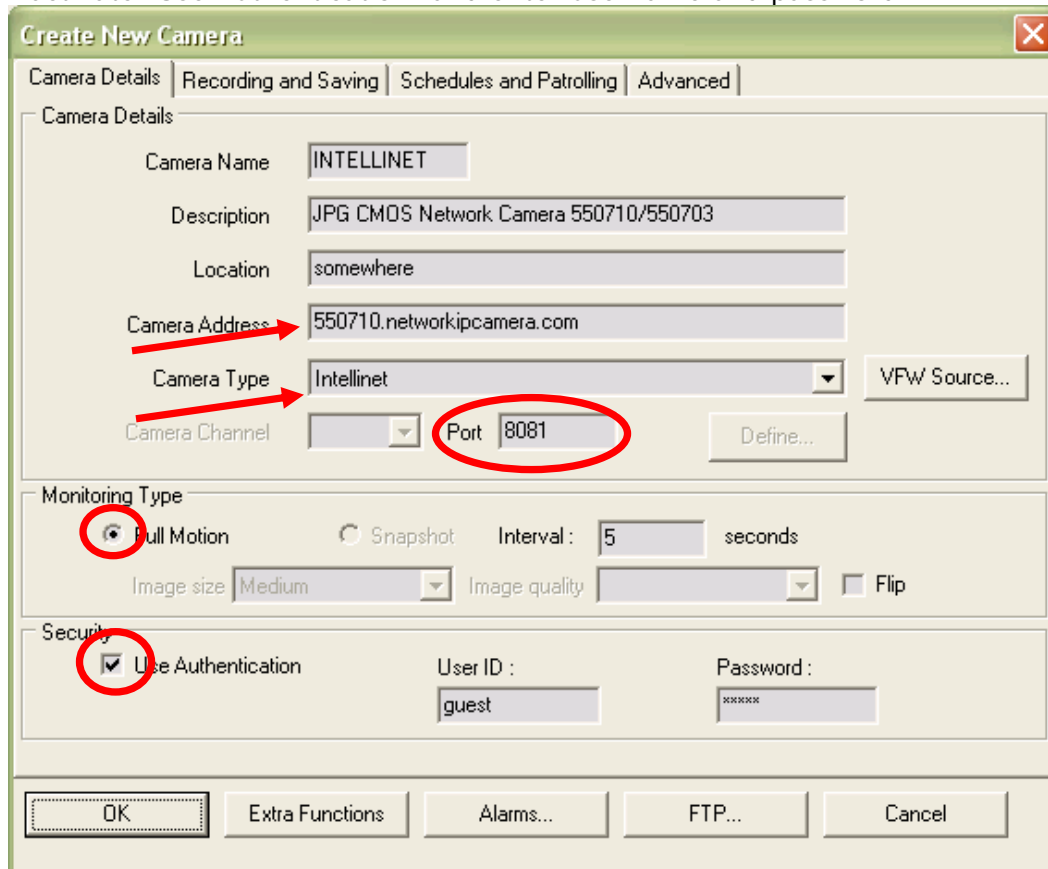 Create New Camera
Camera Details Recording and Saving Schedules and Patrolling Advanced
Camera Details
Camera Name INTELLINET
Description JPG CMOS Network Camera 550710/550703
Location somewhere
Camera Address 550710.networkipcamera.com
Camera Type Intellinet VFW Source...
Camera Channel Port 8081 Define...
Monitoring Type
Full Motion Snapshot Interval : 5 seconds
Image size Medium Image quality Flip
Security
Use Authentication User ID : Password :
guest *****
OK Extra Functions Alarms... FTP... Cancel